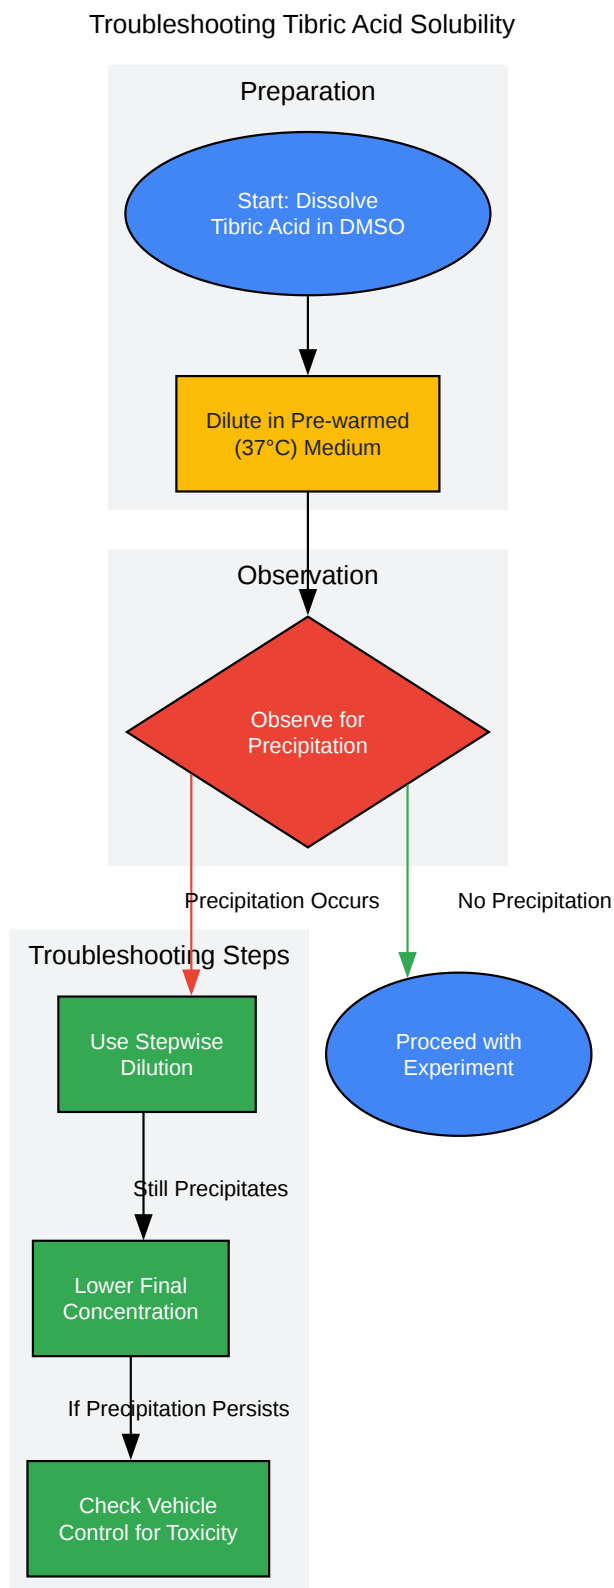 Troubleshooting Tibric Acid Solubility
Preparation
Start: Dissolve
Tibric Acid in DMSO
Dilute in Pre-warmed
(37°C) Medium
Observation
Observe for
Precipitation
Precipitation Occurs
No Precipitation
Troubleshooting Steps
Use Stepwise
Dilution
Proceed with
Experiment
Still Precipitates
Lower Final
Concentration
If Precipitation Persists
Check Vehicle
Control for Toxicity